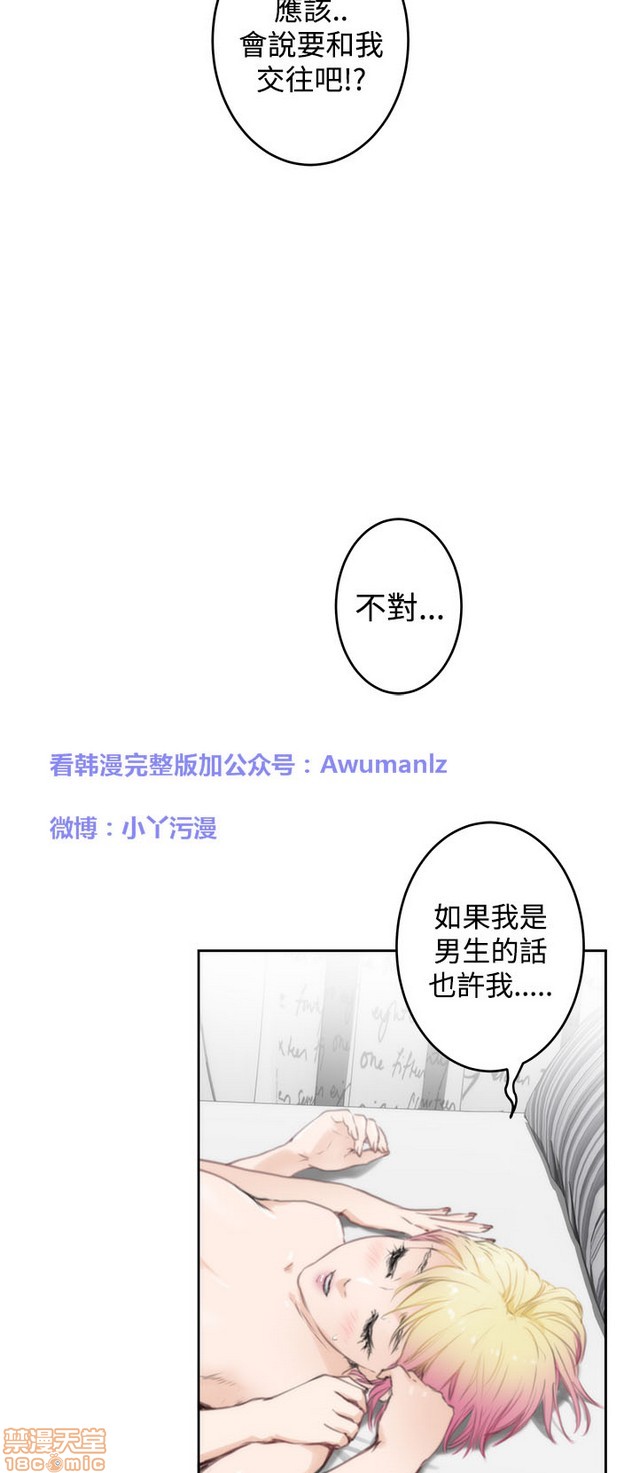 應該..
會說要和我
交往吧!?
不對...
看韩漫完整版加公众号：Awumanlz
微博：小丫污漫
如果我是
男生的話
也許我.....
one fifteen
禁漫天堂
18comic